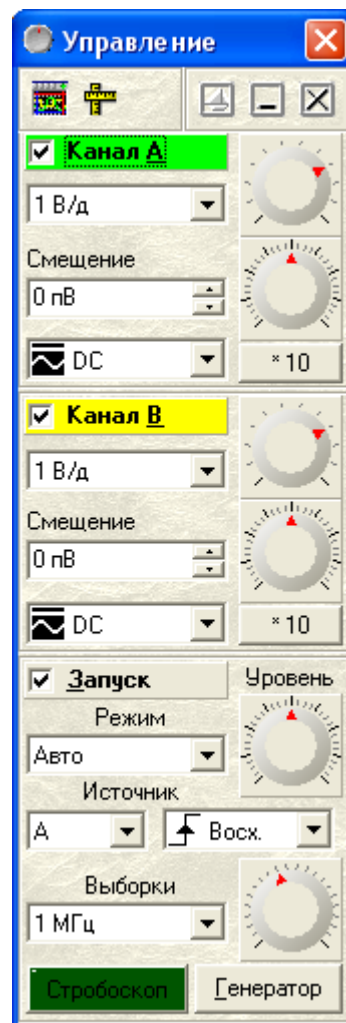 Управление
Канал A
1 В/д
Смещение
0 пВ
DC
* 10
Канал B
1 В/д
Смещение
0 пВ
DC
* 10
Запуск
Уровень
Режим
Авто
Источник
A
Восх.
Выборки
1 МГц
Стробоскоп
Генератор